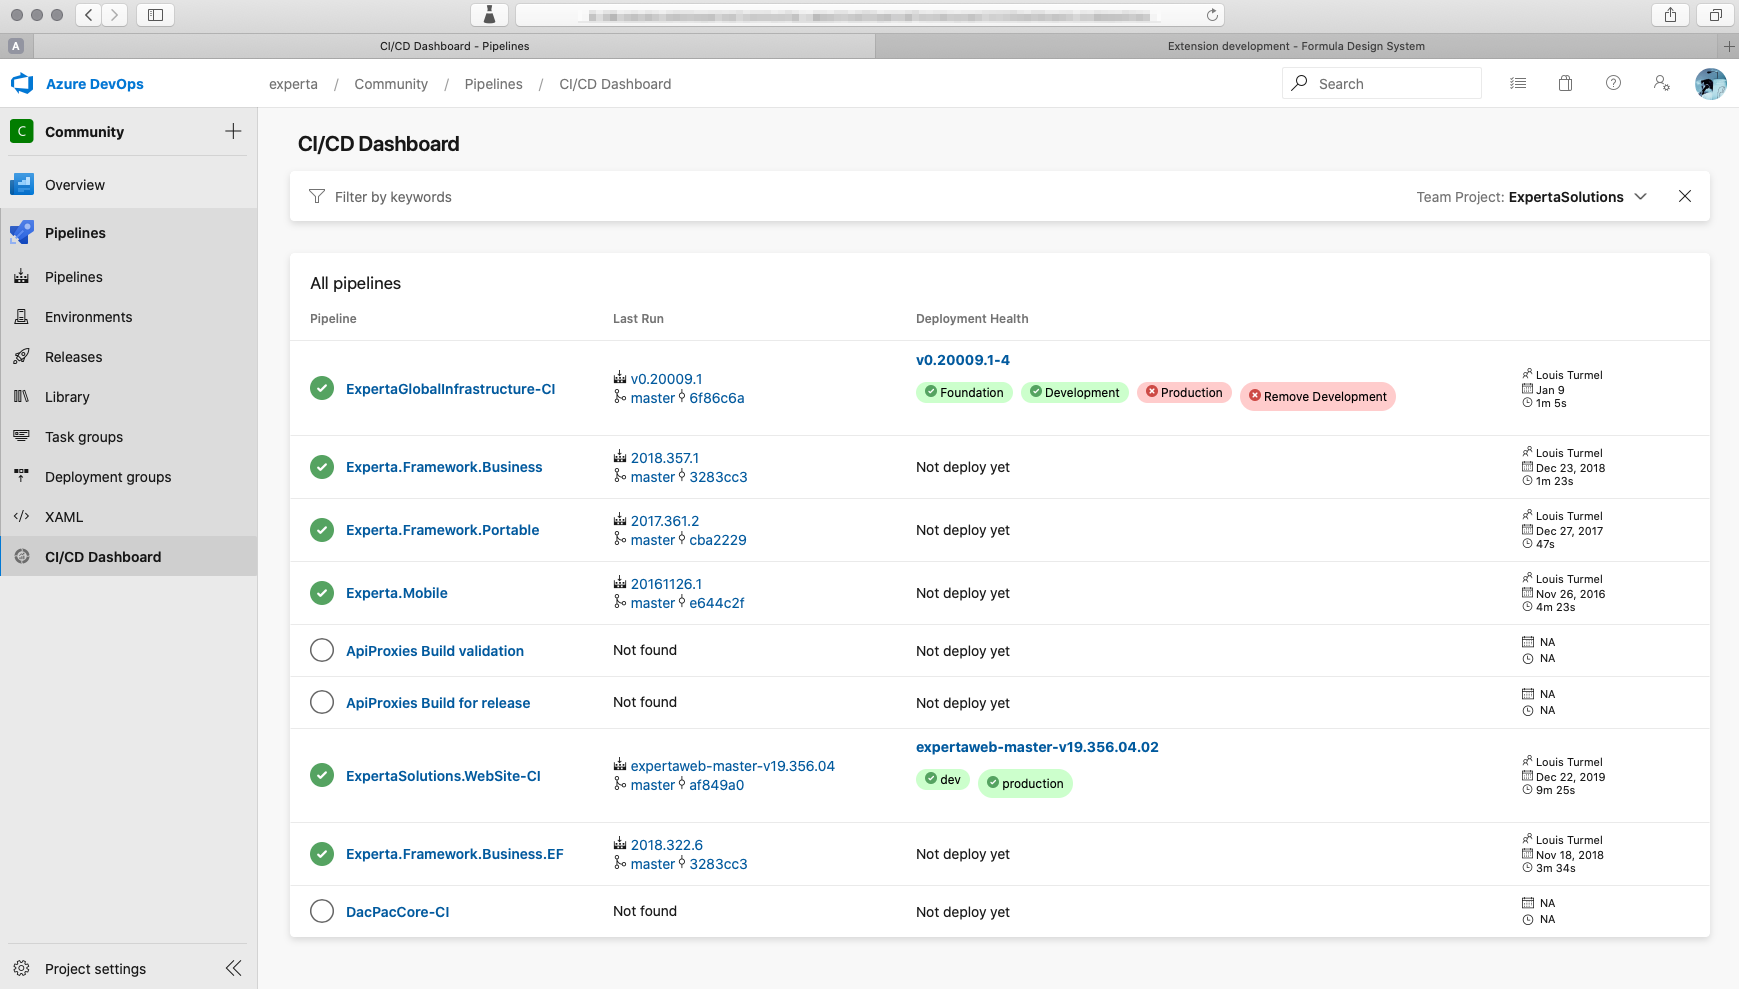 A
CI/CD Dashboard - Pipelines
Extension development - Formula Design System
Azure DevOps
experta / Community / Pipelines / CI/CD Dashboard
Search
C Community
Overview
Pipelines
Pipelines
Environments
Releases
Library
Task groups
Deployment groups
XAML
CI/CD Dashboard
Project settings
CI/CD Dashboard
Filter by keywords
Team Project: ExpertaSolutions
All pipelines
Pipeline Last Run Deployment Health
ExpertaGlobalInfrastructure-CI
v0.20009.1
master 6f86c6a
v0.20009.1-4
Foundation Development Production Remove Development
Louis Turmel
Jan 9
1m 5s
Experta.Framework.Business
2018.357.1
master 3283cc3
Not deploy yet
Louis Turmel
Dec 23, 2018
1m 23s
Experta.Framework.Portable
2017.361.2
master cba2229
Not deploy yet
Louis Turmel
Dec 27, 2017
47s
Experta.Mobile
20161126.1
master e644c2f
Not deploy yet
Louis Turmel
Nov 26, 2016
4m 23s
ApiProxies Build validation
Not found
Not deploy yet
NA
NA
ApiProxies Build for release
Not found
Not deploy yet
NA
NA
ExpertaSolutions.WebSite-CI
expertaweb-master-v19.356.04
master af849a0
expertaweb-master-v19.356.04.02
dev production
Louis Turmel
Dec 22, 2019
9m 25s
Experta.Framework.Business.EF
2018.322.6
master 3283cc3
Not deploy yet
Louis Turmel
Nov 18, 2018
3m 34s
DacPacCore-CI
Not found
Not deploy yet
NA
NA